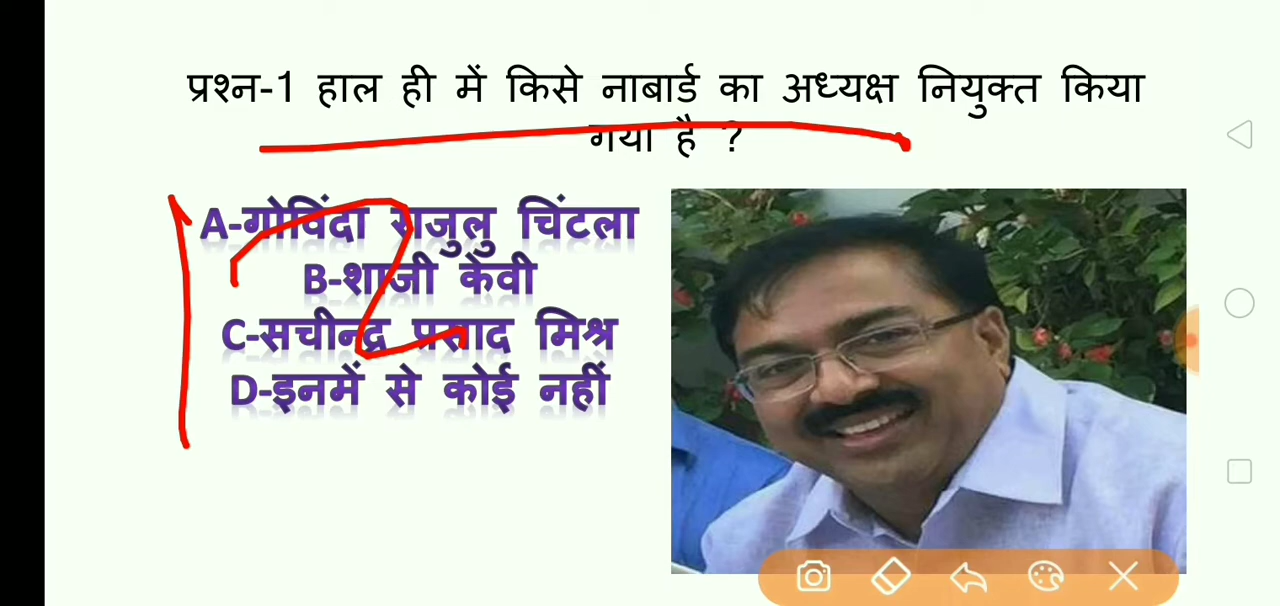 प्रश्न-1 हाल ही में किसे नाबार्ड का अध्यक्ष नियुक्त किया
गया है ?
A-गोविंदा राजुलु चिंटला
B-शाजी केवी
C-सचीन्द्र प्रसाद मिश्र
D-इनमें से कोई नहीं